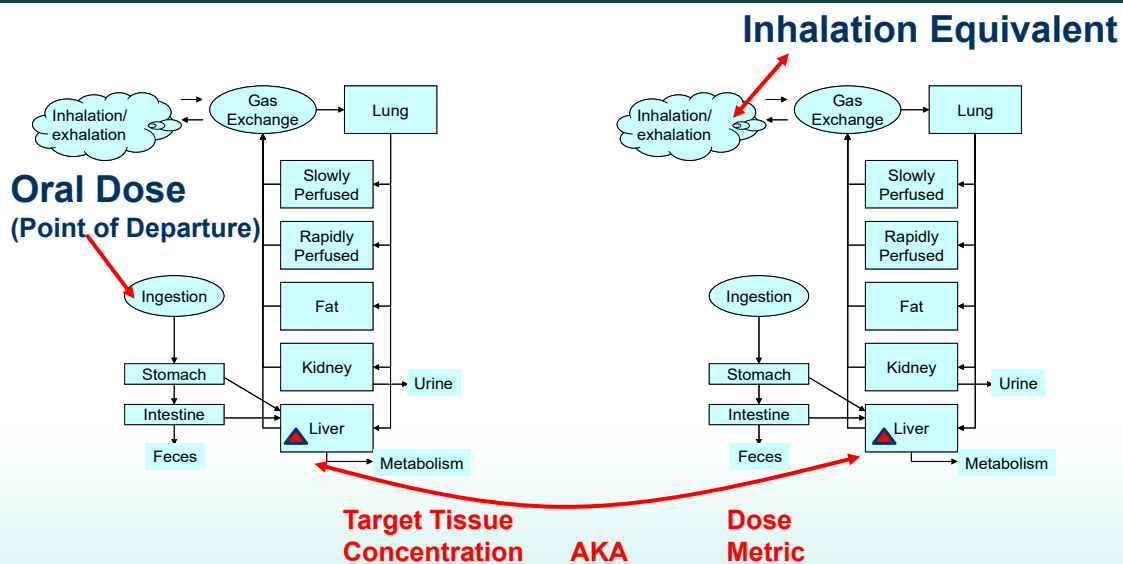 Inhalation Equivalent
Inhalation/
exhalation
Gas
Exchange
Lung
Slowly
Perfused
Rapidly
Perfused
Fat
Kidney
Urine
Liver
Metabolism
Oral Dose
(Point of Departure)
Ingestion
Stomach
Intestine
Feces
Inhalation/
exhalation
Gas
Exchange
Lung
Slowly
Perfused
Rapidly
Perfused
Fat
Kidney
Urine
Liver
Metabolism
Ingestion
Stomach
Intestine
Feces
Target Tissue
Concentration AKA
Dose
Metric